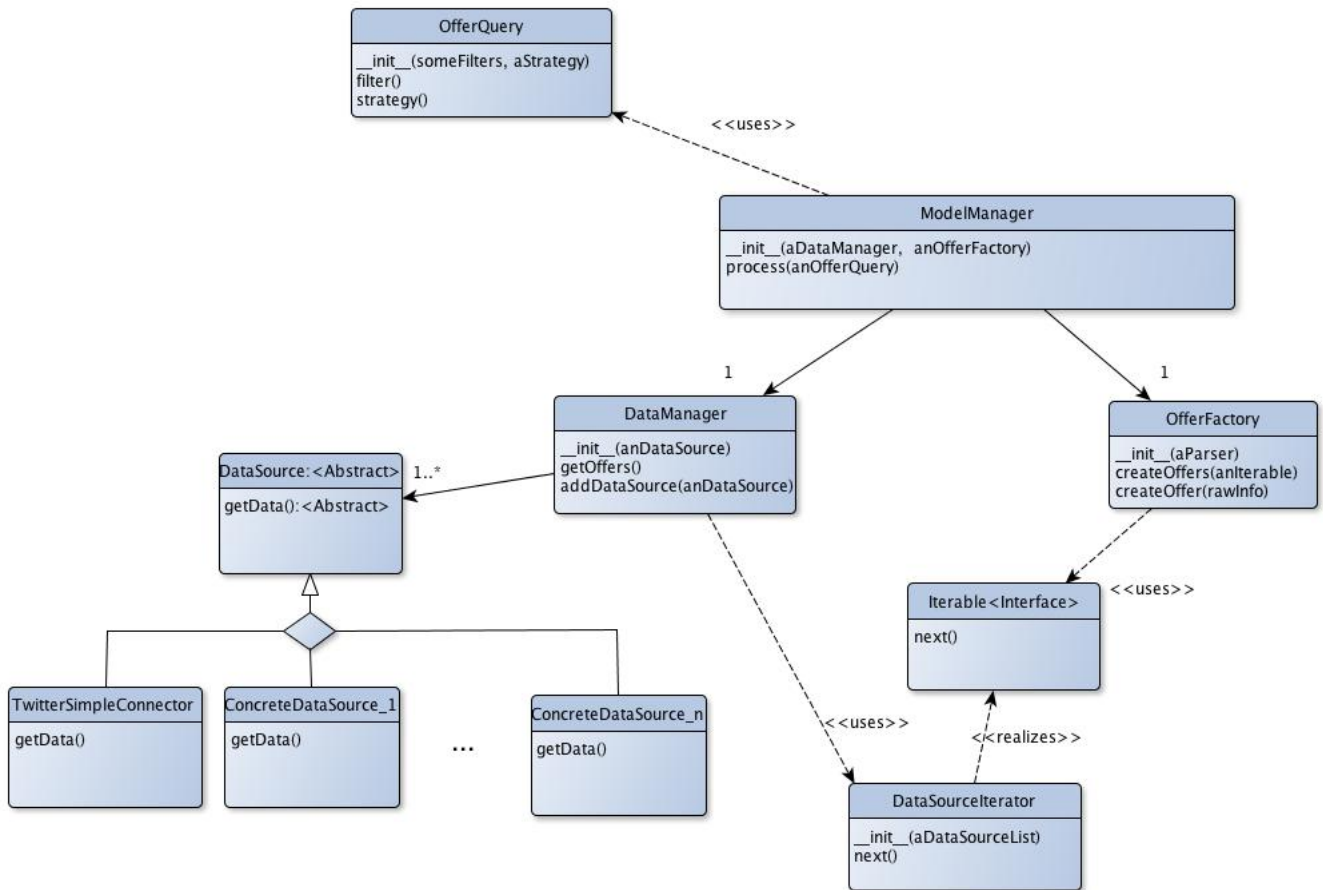 OfferQuery
__init__(someFilters, aStrategy)
filter()
strategy()
<<uses>>
ModelManager
__init__(aDataManager, anOfferFactory)
process(anOfferQuery)
1
1
DataManager
__init__(anDataSource)
getOffers()
addDataSource(anDataSource)
OfferFactory
__init__(aParser)
createOffers(anIterable)
createOffer(rawInfo)
DataSource:<Abstract>
getData():<Abstract>
1..*
<<uses>>
Iterable<Interface>
next()
TwitterSimpleConnector
getData()
ConcreteDataSource_1
getData()
...
ConcreteDataSource_n
getData()
<<uses>>
<<realizes>>
DataSourceIterator
__init__(aDataSourceList)
next()